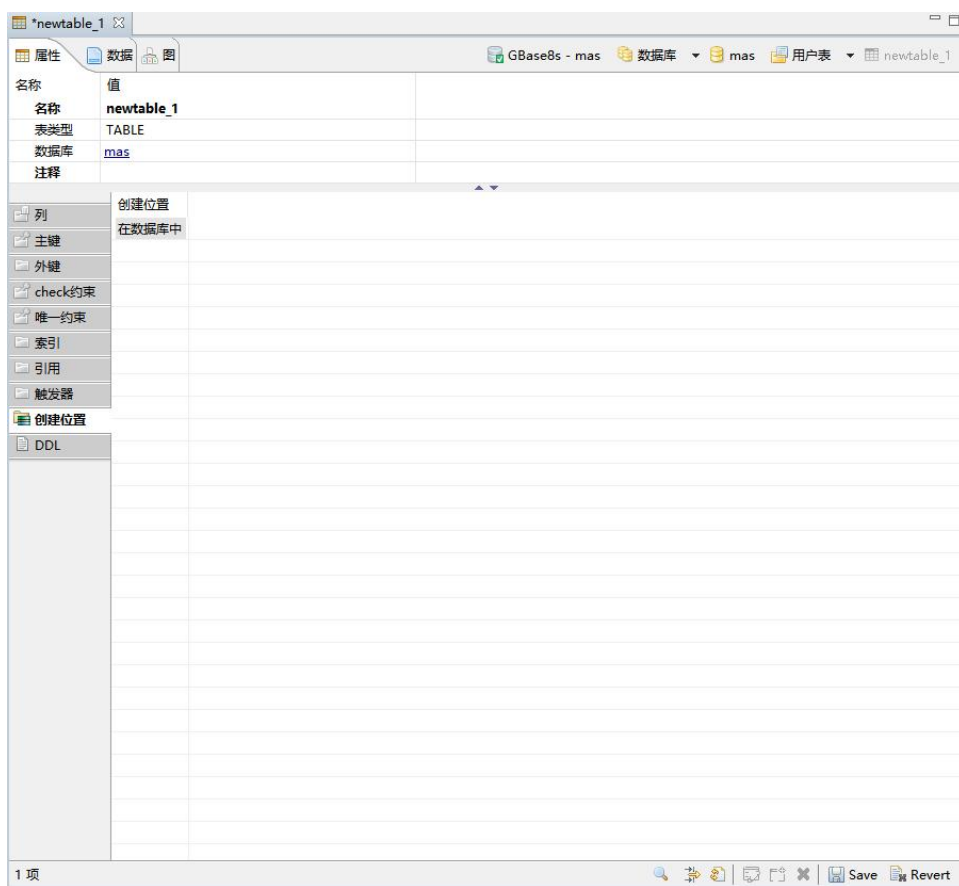 *newtable_1
属性 数据 图 GBase8s - mas 数据库 mas 用户表 newtable_1
名称 值
名称 newtable_1
表类型 TABLE
数据库 mas
注释
创建位置
列
在数据库中
主键
外键
check约束
唯一约束
索引
引用
触发器
创建位置
DDL
1 项 Save Revert